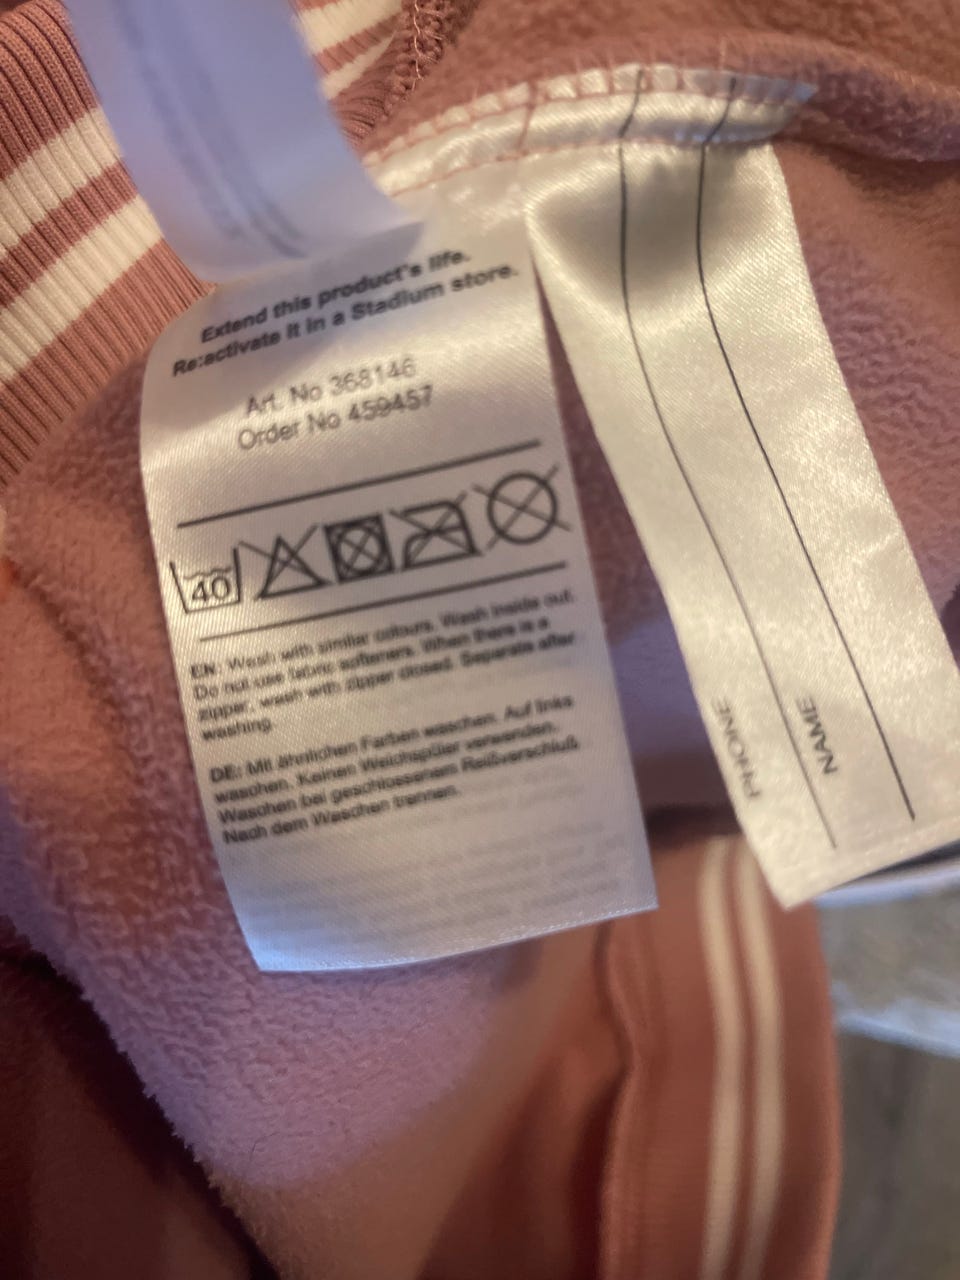 Extend this product's life.
Re:activate it in a Stadium store.
Art. No 368146
Order No 459457
40
EN: Wash with similar colours. Wash inside out.
Do not use fabric softeners. When there is a
zipper, wash with zipper closed. Separate after
washing.
DE: Mit ähnlichen Farben waschen. Auf links
waschen. Keinen Weichspüler verwenden.
Waschen bei geschlossenem Reißverschluß.
Nach dem Waschen trennen.
PHONE:
NAME: